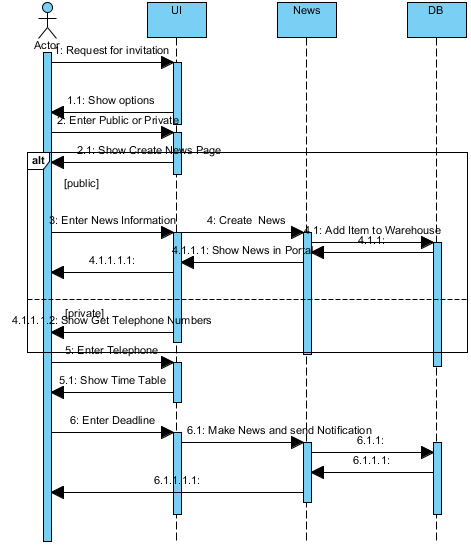 UI
News
DB
Actor
1: Request for invitation
1.1: Show options
2: Enter Public or Private
2.1: Show Create News Page
alt
[public]
3: Enter News Information
4: Create News
4.1: Add Item to Warehouse
4.1.1:
4.1.1.1: Show News in Portal
4.1.1.1.1:
[private]
4.1.1.1.2: Show Get Telephone Numbers
5: Enter Telephone
5.1: Show Time Table
6: Enter Deadline
6.1: Make News and send Notification
6.1.1:
6.1.1.1:
6.1.1.1.1: